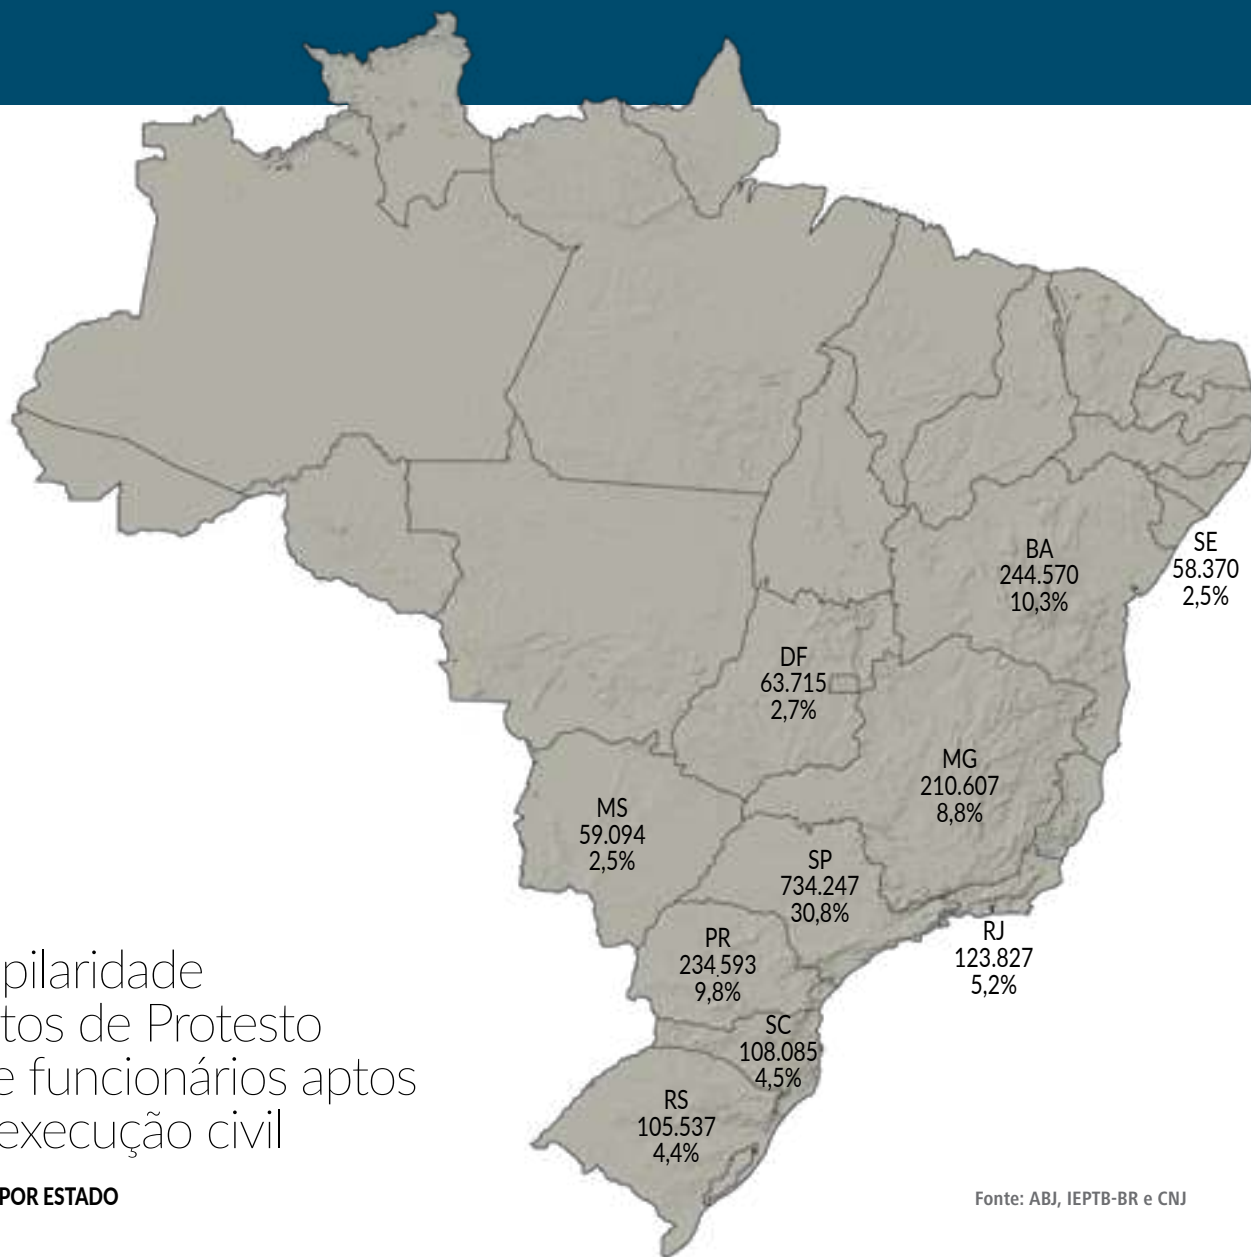 BA
244.570
10,3%
SE
58.370
2,5%
DF
63.715
2,7%
MG
210.607
8,8%
MS
59.094
2,5%
SP
734.247
30,8%
RJ
123.827
5,2%
PR
234.593
9,8%
SC
108.085
4,5%
RS
105.537
4,4%
pilaridade
tos de Protesto
e funcionários aptos
execução civil
POR ESTADO
Fonte: ABJ, IEPTB-BR e CNJ